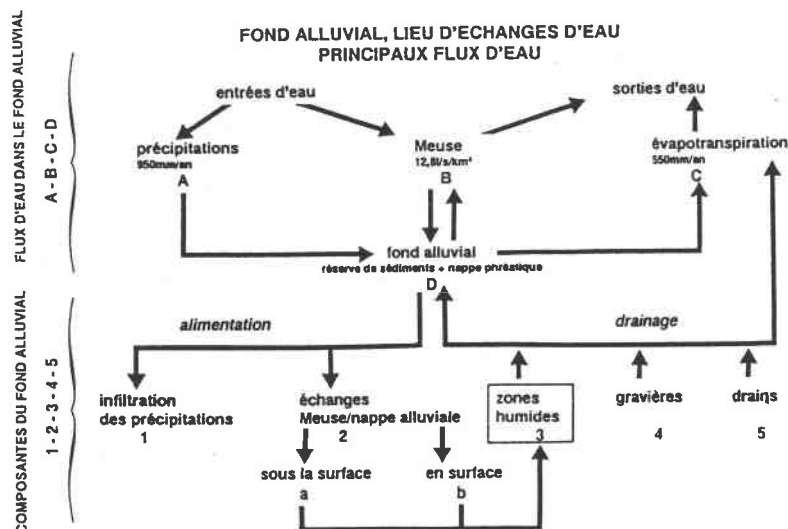 FOND ALLUVIAL, LIEU D'ECHANGES D'EAU
PRINCIPAUX FLUX D'EAU
FLUX D'EAU DANS LE FOND ALLUVIAL
A - B - C - D
entrées d'eau
sorties d'eau
précipitations
950mm/an
A
Meuse
12,8l/s/km²
B
évapotranspiration
550mm/an
C
fond alluvial
réserve de sédiments + nappe phréatique
D
COMPOSANTES DU FOND ALLUVIAL
1 - 2 - 3 - 4 - 5
alimentation
drainage
infiltration
des précipitations
1
échanges
Meuse/nappe alluviale
2
zones
humides
3
gravières
4
drains
5
sous la surface
a
en surface
b